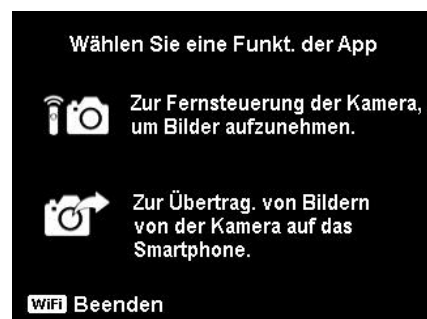 Wählen Sie eine Funkt. der App
Zur Fernsteuerung der Kamera,
um Bilder aufzunehmen.
Zur Übertrag. von Bildern
von der Kamera auf das
Smartphone.
WiFi Beenden